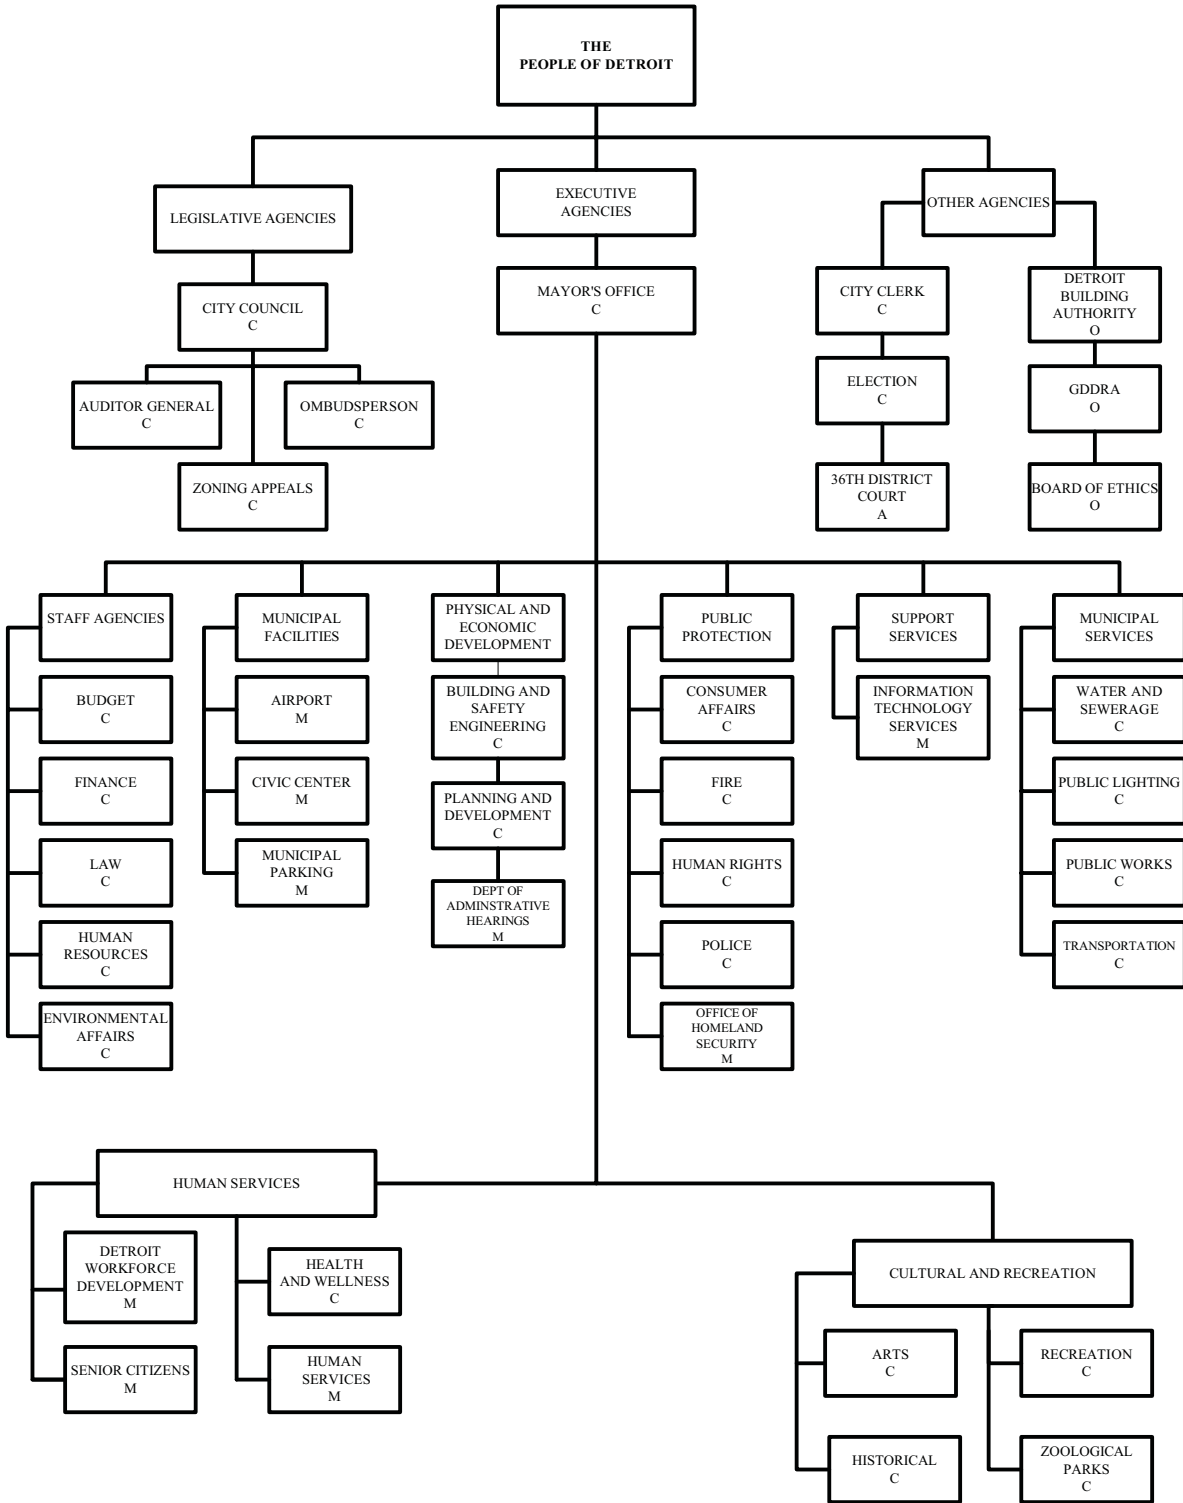 THE
PEOPLE OF DETROIT
LEGISLATIVE AGENCIES
EXECUTIVE
AGENCIES
OTHER AGENCIES
CITY COUNCIL
C
MAYOR'S OFFICE
C
CITY CLERK
C
DETROIT
BUILDING
AUTHORITY
O
AUDITOR GENERAL
C
OMBUDSPERSON
C
ELECTION
C
GDDRA
O
ZONING APPEALS
C
36TH DISTRICT
COURT
A
BOARD OF ETHICS
O
STAFF AGENCIES
BUDGET
C
FINANCE
C
LAW
C
HUMAN
RESOURCES
C
ENVIRONMENTAL
AFFAIRS
C
MUNICIPAL
FACILITIES
AIRPORT
M
CIVIC CENTER
M
MUNICIPAL
PARKING
M
PHYSICAL AND
ECONOMIC
DEVELOPMENT
BUILDING AND
SAFETY
ENGINEERING
C
PLANNING AND
DEVELOPMENT
C
DEPT OF
ADMINSTRATIVE
HEARINGS
M
PUBLIC
PROTECTION
CONSUMER
AFFAIRS
C
FIRE
C
HUMAN RIGHTS
C
POLICE
C
OFFICE OF
HOMELAND
SECURITY
M
SUPPORT
SERVICES
INFORMATION
TECHNOLOGY
SERVICES
M
MUNICIPAL
SERVICES
WATER AND
SEWERAGE
C
PUBLIC LIGHTING
C
PUBLIC WORKS
C
TRANSPORTATION
C
HUMAN SERVICES
DETROIT
WORKFORCE
DEVELOPMENT
M
HEALTH
AND WELLNESS
C
SENIOR CITIZENS
M
HUMAN
SERVICES
M
CULTURAL AND RECREATION
ARTS
C
RECREATION
C
HISTORICAL
C
ZOOLOGICAL
PARKS
C